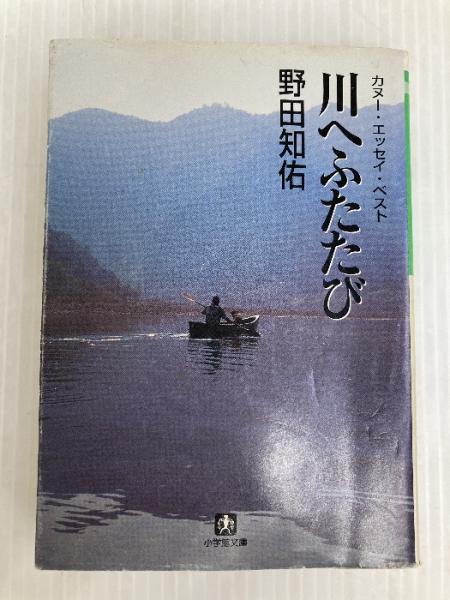 カヌー・エッセイ・ベスト
川へふたたび
野田知佑
小学館文庫